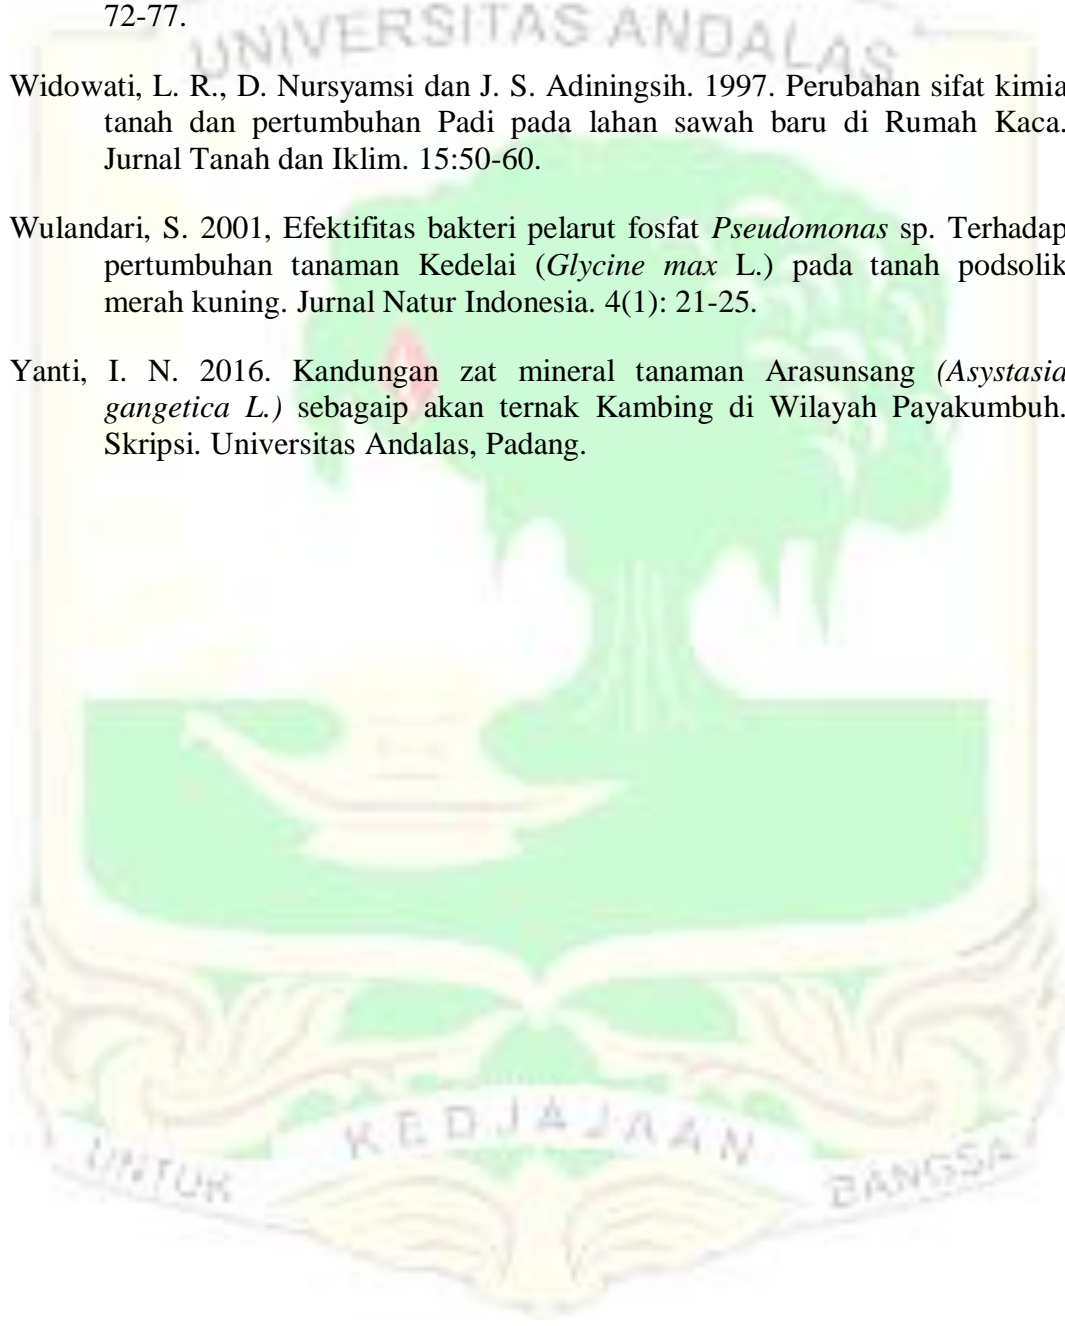 72-77.
UNIVERSITAS ANDALAS
Widowati, L. R., D. Nursyamsi dan J. S. Adiningsih. 1997. Perubahan sifat kimia
tanah dan pertumbuhan Padi pada lahan sawah baru di Rumah Kaca.
Jurnal Tanah dan Iklim. 15:50-60.
Wulandari, S. 2001, Efektifitas bakteri pelarut fosfat Pseudomonas sp. Terhadap
pertumbuhan tanaman Kedelai (Glycine max L.) pada tanah podsolik
merah kuning. Jurnal Natur Indonesia. 4(1): 21-25.
Yanti, I. N. 2016. Kandungan zat mineral tanaman Arasunsang (Asystasia
gangetica L.) sebagaip akan ternak Kambing di Wilayah Payakumbuh.
Skripsi. Universitas Andalas, Padang.
UNTUK KEDJAJAAN BANGSA